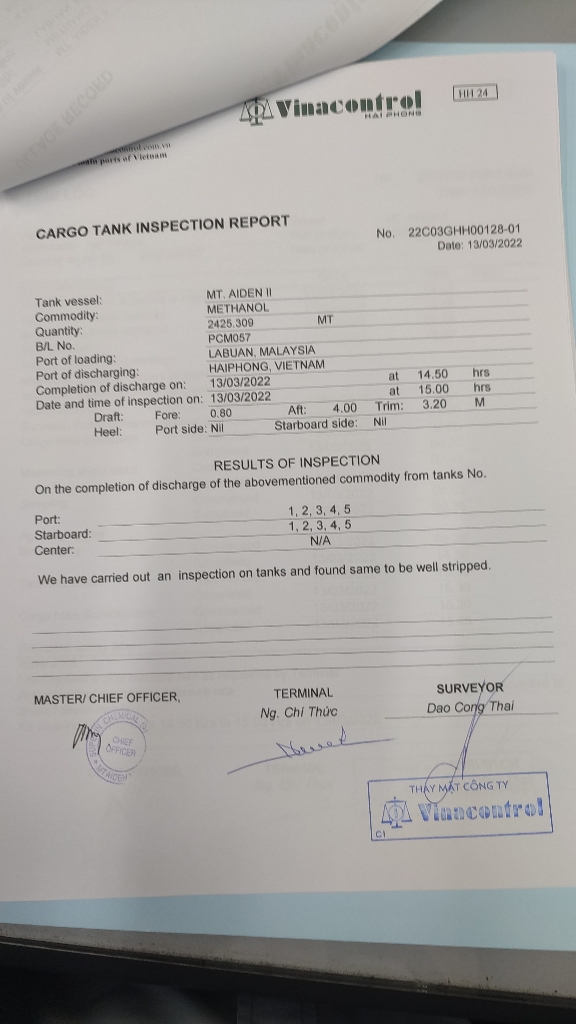 Vinacontrol
HAI PHONG
HH 24
ports of Vietnam
CARGO TANK INSPECTION REPORT
No. 22C03GHH00128-01
Date: 13/03/2022
Tank vessel: MT. AIDEN II
Commodity: METHANOL
Quantity: 2425.309 MT
B/L No. PCM057
Port of loading: LABUAN, MALAYSIA
Port of discharging: HAIPHONG, VIETNAM
Completion of discharge on: 13/03/2022 at 14.50 hrs
Date and time of inspection on: 13/03/2022 at 15.00 hrs
Draft: Fore: 0.80 Aft: 4.00 Trim: 3.20 M
Heel: Port side: Nil Starboard side: Nil
RESULTS OF INSPECTION
On the completion of discharge of the abovementioned commodity from tanks No.
Port: 1, 2, 3, 4, 5
Starboard: 1, 2, 3, 4, 5
Center: N/A
We have carried out an inspection on tanks and found same to be well stripped.
MASTER/ CHIEF OFFICER,
TERMINAL
Ng. Chí Thức
SURVEYOR
Dao Cong Thai
CHIEF
OFFICER
THAY MẶT CÔNG TY
Vinacontrol
C1